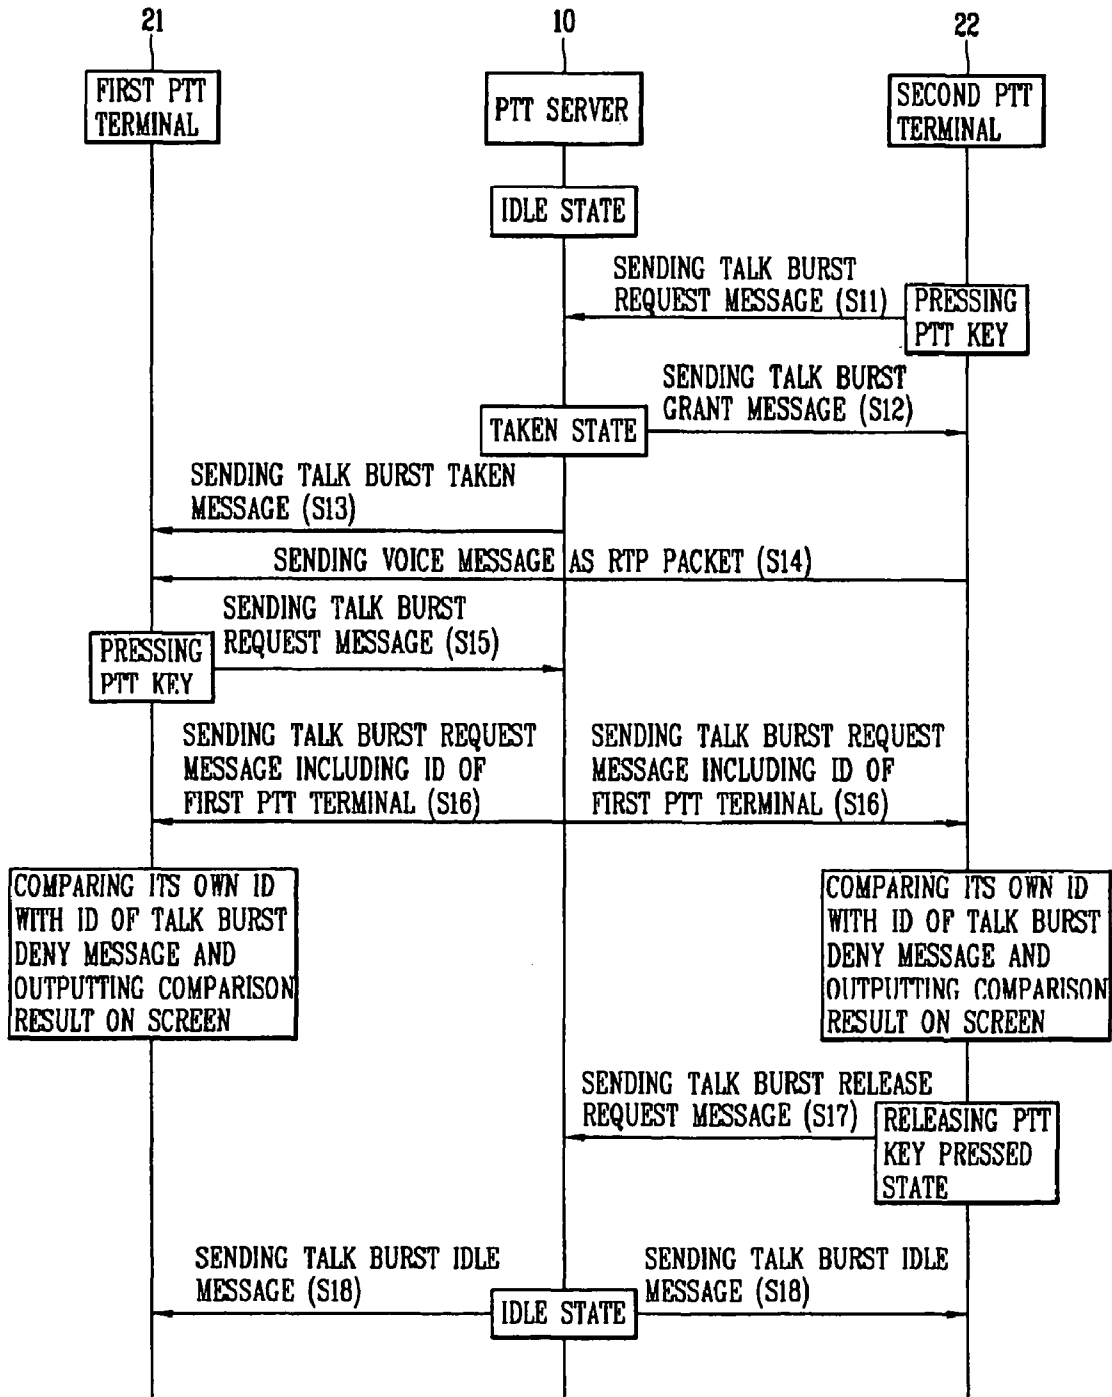 21
10
22
FIRST PTT
TERMINAL
PTT SERVER
SECOND PTT
TERMINAL
IDLE STATE
SENDING TALK BURST
REQUEST MESSAGE (S11)
PRESSING
PTT KEY
SENDING TALK BURST
GRANT MESSAGE (S12)
TAKEN STATE
SENDING TALK BURST TAKEN
MESSAGE (S13)
SENDING VOICE MESSAGE AS RTP PACKET (S14)
SENDING TALK BURST
REQUEST MESSAGE (S15)
PRESSING
PTT KEY
SENDING TALK BURST REQUEST
MESSAGE INCLUDING ID OF
FIRST PTT TERMINAL (S16)
SENDING TALK BURST REQUEST
MESSAGE INCLUDING ID OF
FIRST PTT TERMINAL (S16)
COMPARING ITS OWN ID
WITH ID OF TALK BURST
DENY MESSAGE AND
OUTPUTTING COMPARISON
RESULT ON SCREEN
COMPARING ITS OWN ID
WITH ID OF TALK BURST
DENY MESSAGE AND
OUTPUTTING COMPARISON
RESULT ON SCREEN
SENDING TALK BURST RELEASE
REQUEST MESSAGE (S17)
RELEASING PTT
KEY PRESSED
STATE
SENDING TALK BURST IDLE
MESSAGE (S18)
SENDING TALK BURST IDLE
MESSAGE (S18)
IDLE STATE